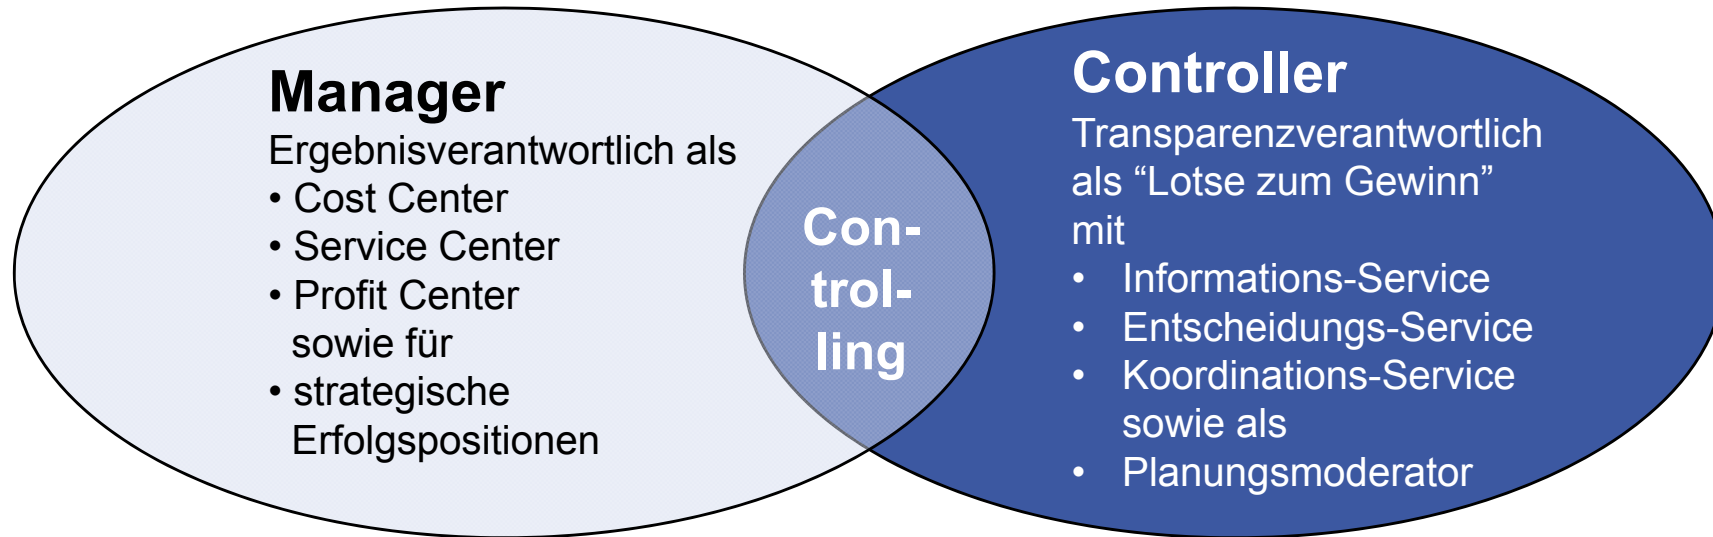 Manager
Ergebnisverantwortlich als
• Cost Center
• Service Center
• Profit Center
sowie für
• strategische
Erfolgspositionen
Con-
trol-
ling
Controller
Transparenzverantwortlich
als “Lotse zum Gewinn”
mit
• Informations-Service
• Entscheidungs-Service
• Koordinations-Service
sowie als
• Planungsmoderator